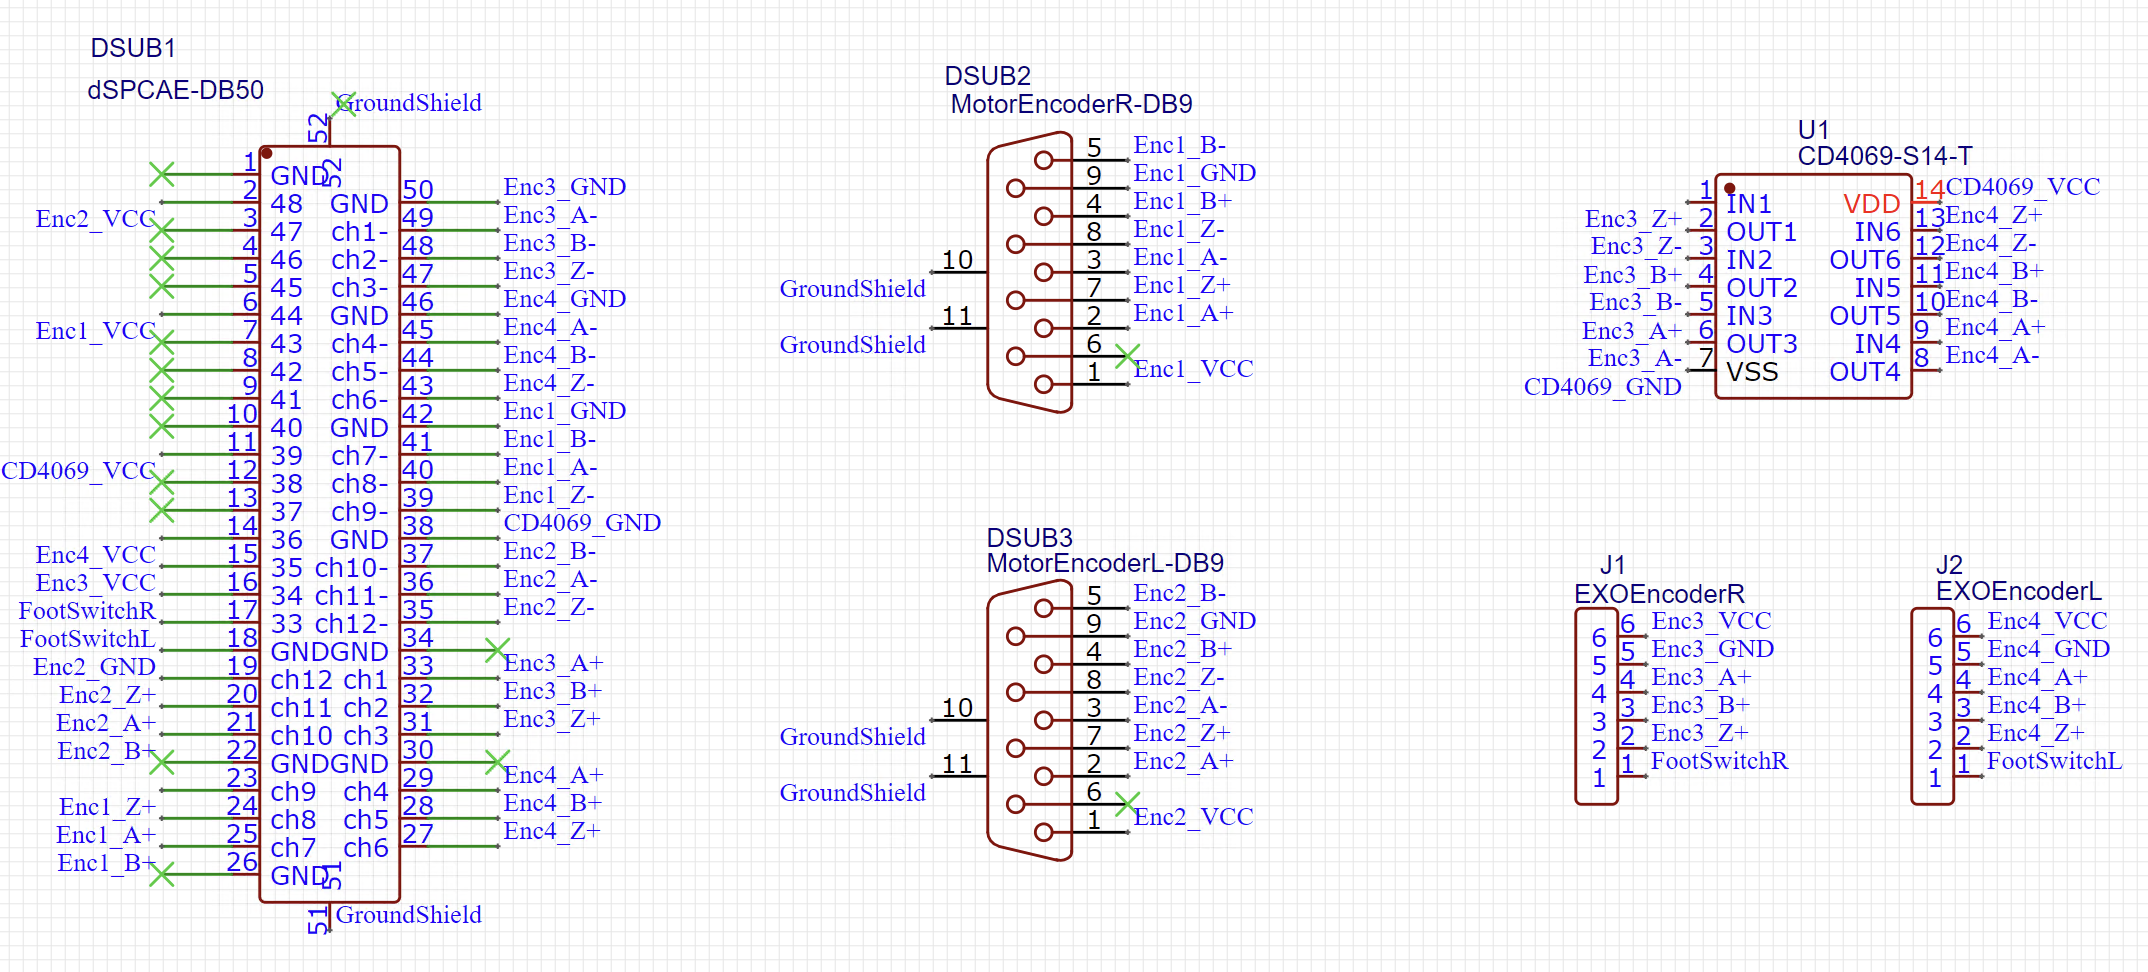 DSUB1
dSPCAE-DB50
GroundShield
52
52
1 GND
2 48
Enc2_VCC 3 47
4 46
5 45
6 44
Enc1_VCC 7 43
8 42
9 41
10 40
11 39
CD4069_VCC 12 38
13 37
14 36
Enc4_VCC 15 35
Enc3_VCC 16 34
FootSwitchR 17 33
FootSwitchL 18 GND
Enc2_GND 19 ch12
Enc2_Z+ 20 ch11
Enc2_A+ 21 ch10
Enc2_B+ 22 GND
23 ch9
Enc1_Z+ 24 ch8
Enc1_A+ 25 ch7
Enc1_B+ 26 GND
GND 50 Enc3_GND
ch1- 49 Enc3_A-
ch2- 48 Enc3_B-
ch3- 47 Enc3_Z-
GND 46 Enc4_GND
ch4- 45 Enc4_A-
ch5- 44 Enc4_B-
ch6- 43 Enc4_Z-
GND 42 Enc1_GND
ch7- 41 Enc1_B-
ch8- 40 Enc1_A-
ch9- 39 Enc1_Z-
GND 38 CD4069_GND
ch10- 37 Enc2_B-
ch11- 36 Enc2_A-
ch12- 35 Enc2_Z-
GND 34
ch1 33 Enc3_A+
ch2 32 Enc3_B+
ch3 31 Enc3_Z+
GND 30
ch4 29 Enc4_A+
ch5 28 Enc4_B+
ch6 27 Enc4_Z+
51
51
GroundShield
DSUB2
MotorEncoderR-DB9
5 Enc1_B-
9 Enc1_GND
4 Enc1_B+
8 Enc1_Z-
3 Enc1_A-
7 Enc1_Z+
2 Enc1_A+
6
1 Enc1_VCC
10
GroundShield
11
GroundShield
DSUB3
MotorEncoderL-DB9
5 Enc2_B-
9 Enc2_GND
4 Enc2_B+
8 Enc2_Z-
3 Enc2_A-
7 Enc2_Z+
2 Enc2_A+
6
1 Enc2_VCC
10
GroundShield
11
GroundShield
U1
CD4069-S14-T
1 IN1 VDD 14 CD4069_VCC
Enc3_Z+ 2 OUT1 IN6 13 Enc4_Z+
Enc3_Z- 3 IN2 OUT6 12 Enc4_Z-
Enc3_B+ 4 OUT2 IN5 11 Enc4_B+
Enc3_B- 5 IN3 OUT5 10 Enc4_B-
Enc3_A+ 6 OUT3 IN4 9 Enc4_A+
Enc3_A- 7 VSS OUT4 8 Enc4_A-
CD4069_GND
J1
EXOEncoderR
6 6 Enc3_VCC
5 5 Enc3_GND
4 4 Enc3_A+
3 3 Enc3_B+
2 2 Enc3_Z+
1 1 FootSwitchR
J2
EXOEncoderL
6 6 Enc4_VCC
5 5 Enc4_GND
4 4 Enc4_A+
3 3 Enc4_B+
2 2 Enc4_Z+
1 1 FootSwitchL